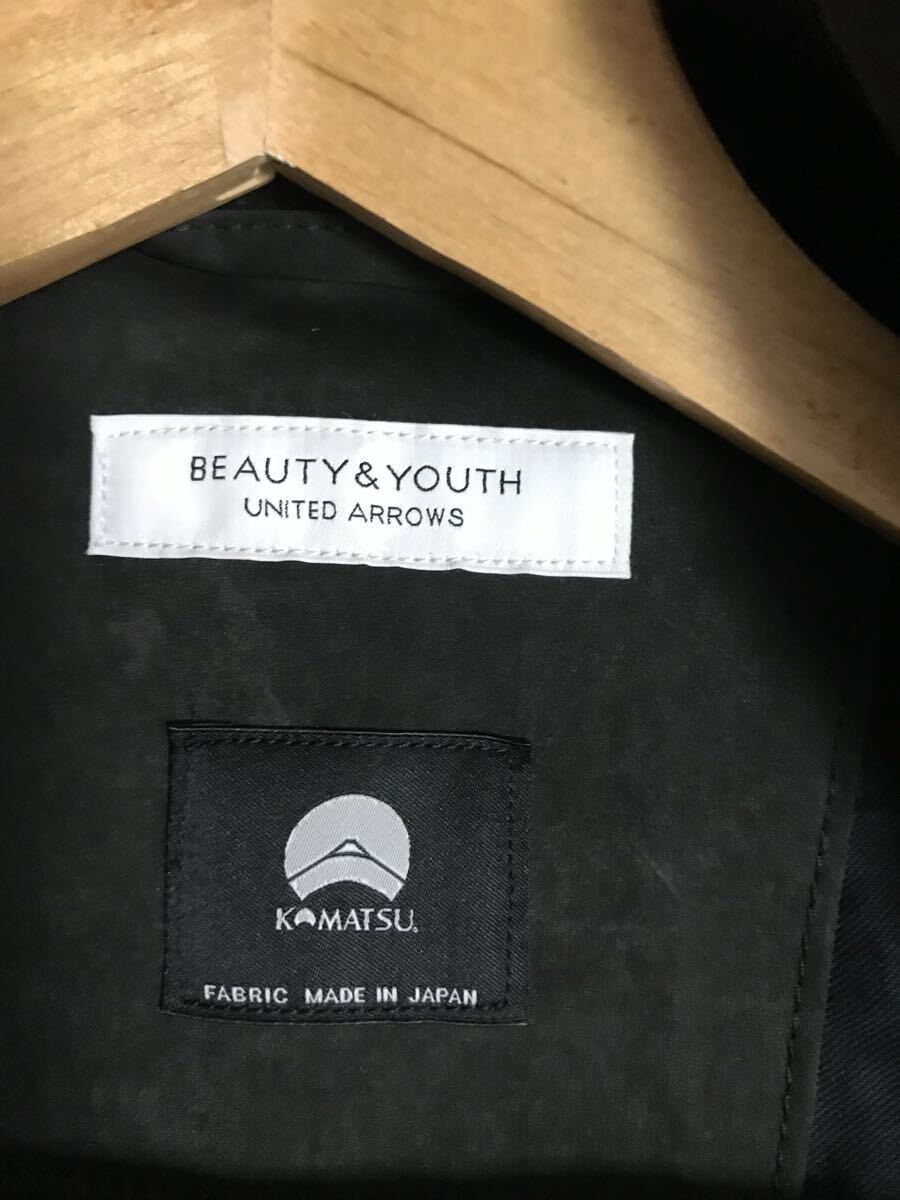 BEAUTY&YOUTH
UNITED ARROWS
KOMATSU.
FABRIC MADE IN JAPAN